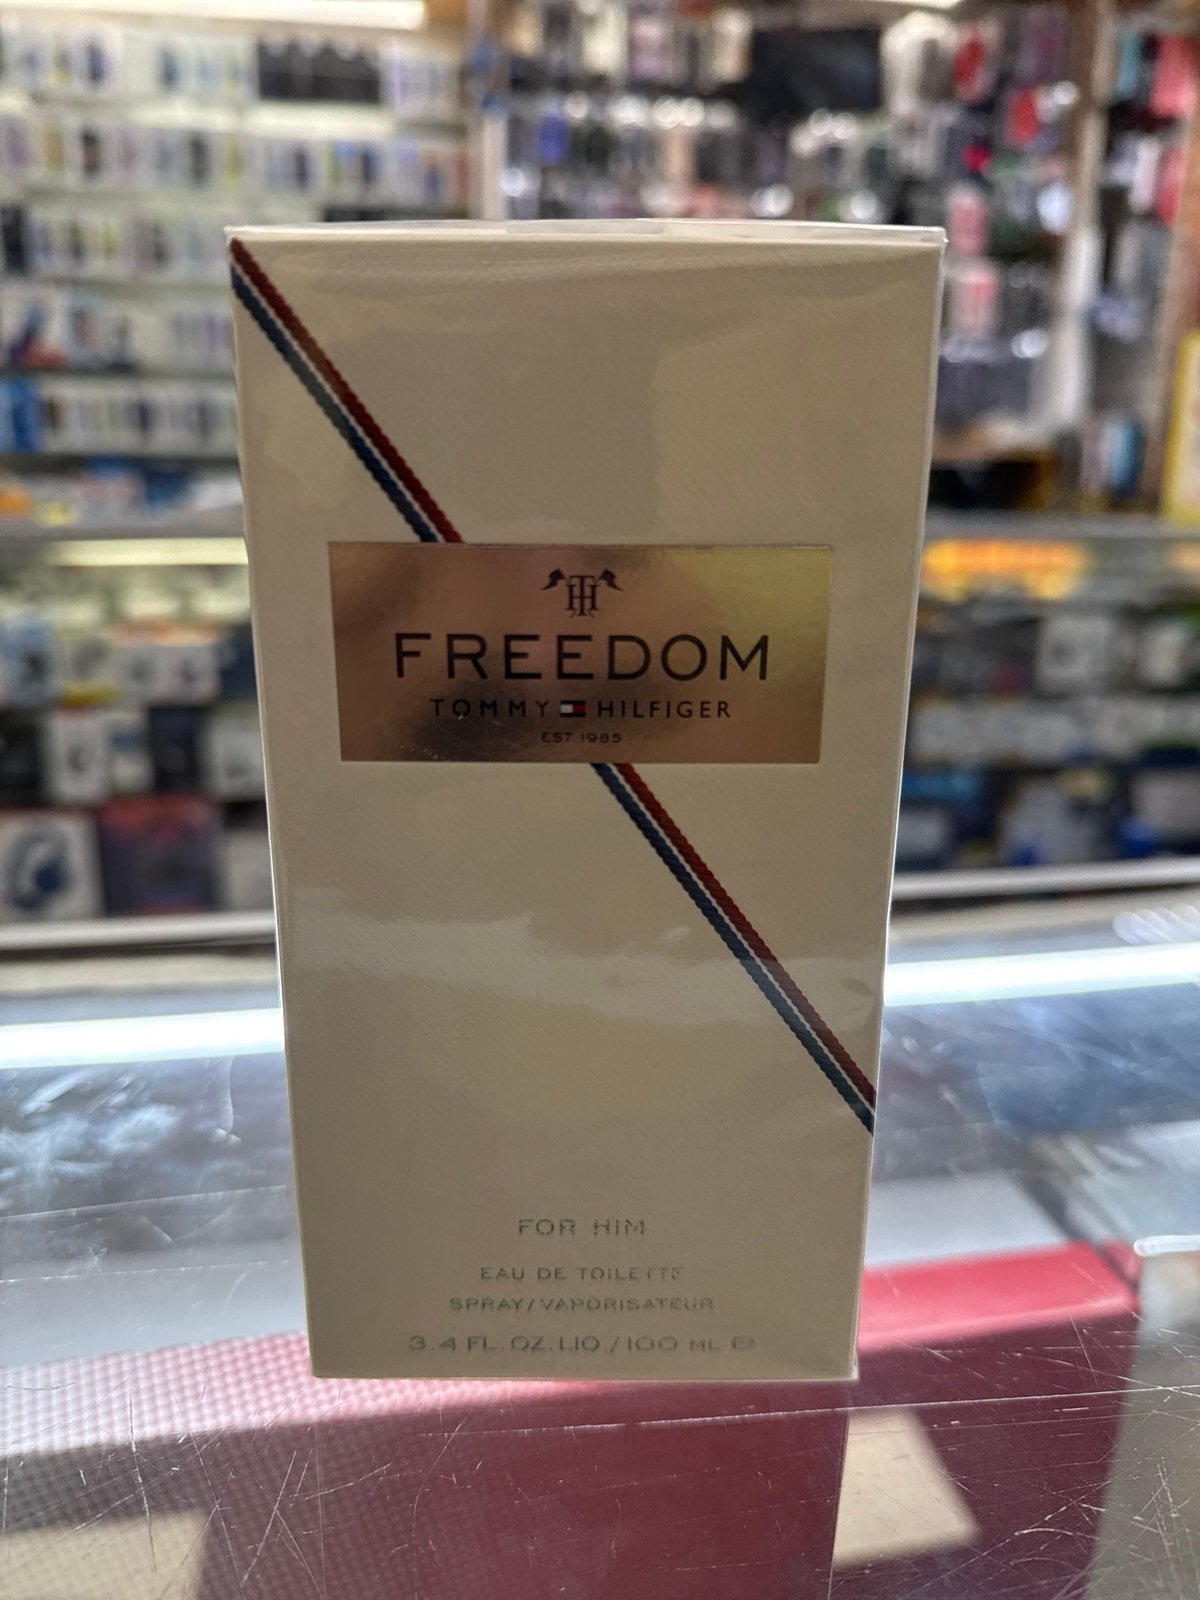 TH
FREEDOM
TOMMY HILFIGER
EST.1985
FOR HIM
EAU DE TOILETTE
SPRAY/VAPORISATEUR
3.4 FL. OZ. LIQ./100 ML ℮